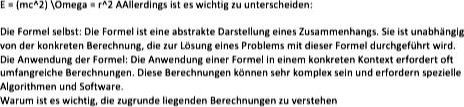 E = (mc^2) \Omega = r^2 AAllerdings ist es wichtig zu unterscheiden:
Die Formel selbst: Die Formel ist eine abstrakte Darstellung eines Zusammenhangs. Sie ist unabhängig
von der konkreten Berechnung, die zur Lösung eines Problems mit dieser Formel durchgeführt wird.
Die Anwendung der Formel: Die Anwendung einer Formel in einem konkreten Kontext erfordert oft
umfangreiche Berechnungen. Diese Berechnungen können sehr komplex sein und erfordern spezielle
Algorithmen und Software.
Warum ist es wichtig, die zugrunde liegenden Berechnungen zu verstehen